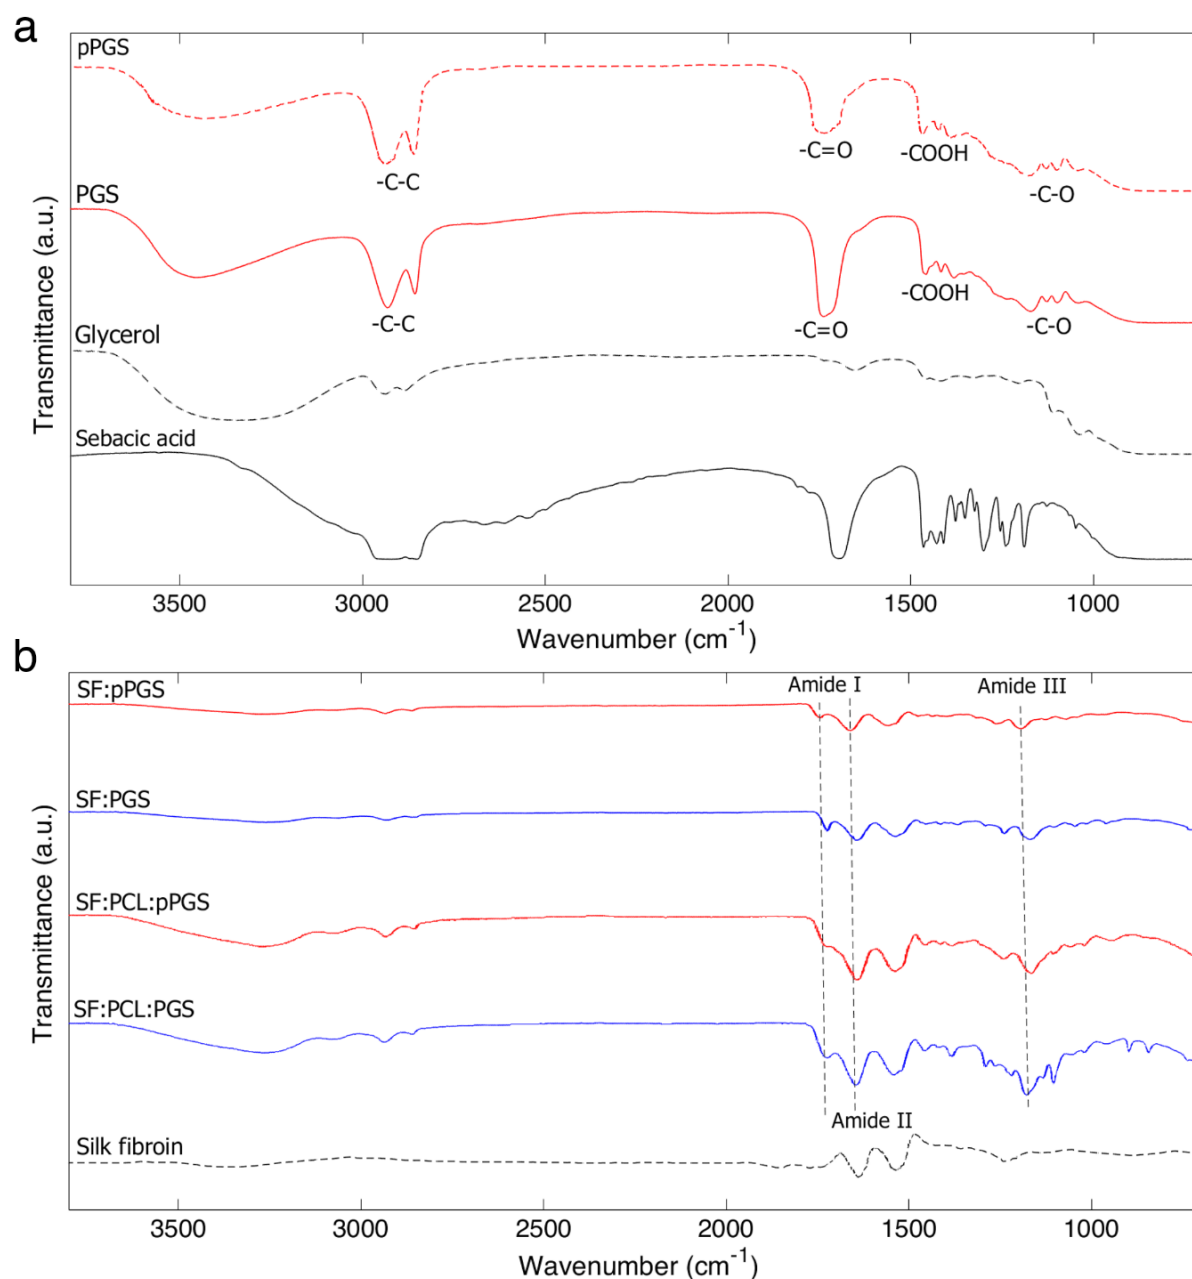 a
pPGS
-C-C
-C=O
-COOH
-C-O
PGS
-C-C
-C=O
-COOH
-C-O
Glycerol
Sebacic acid
Transmittance (a.u.)
3500 3000 2500 2000 1500 1000
Wavenumber (cm⁻¹)
b
SF:pPGS
Amide I
Amide III
SF:PGS
SF:PCL:pPGS
SF:PCL:PGS
Amide II
Silk fibroin
Transmittance (a.u.)
3500 3000 2500 2000 1500 1000
Wavenumber (cm⁻¹)